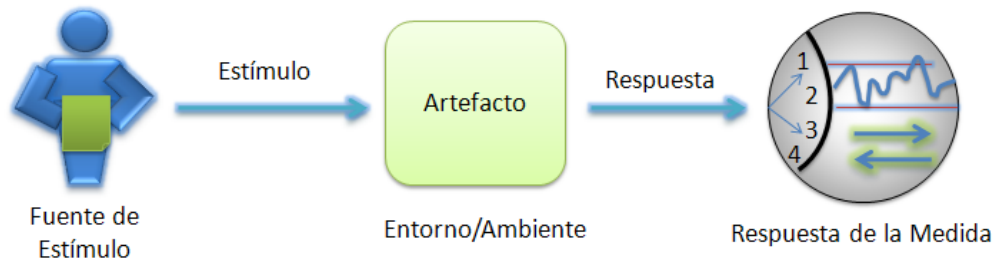 Estímulo
Artefacto
Respuesta
1
2
3
4
Fuente de
Estímulo
Entorno/Ambiente
Respuesta de la Medida